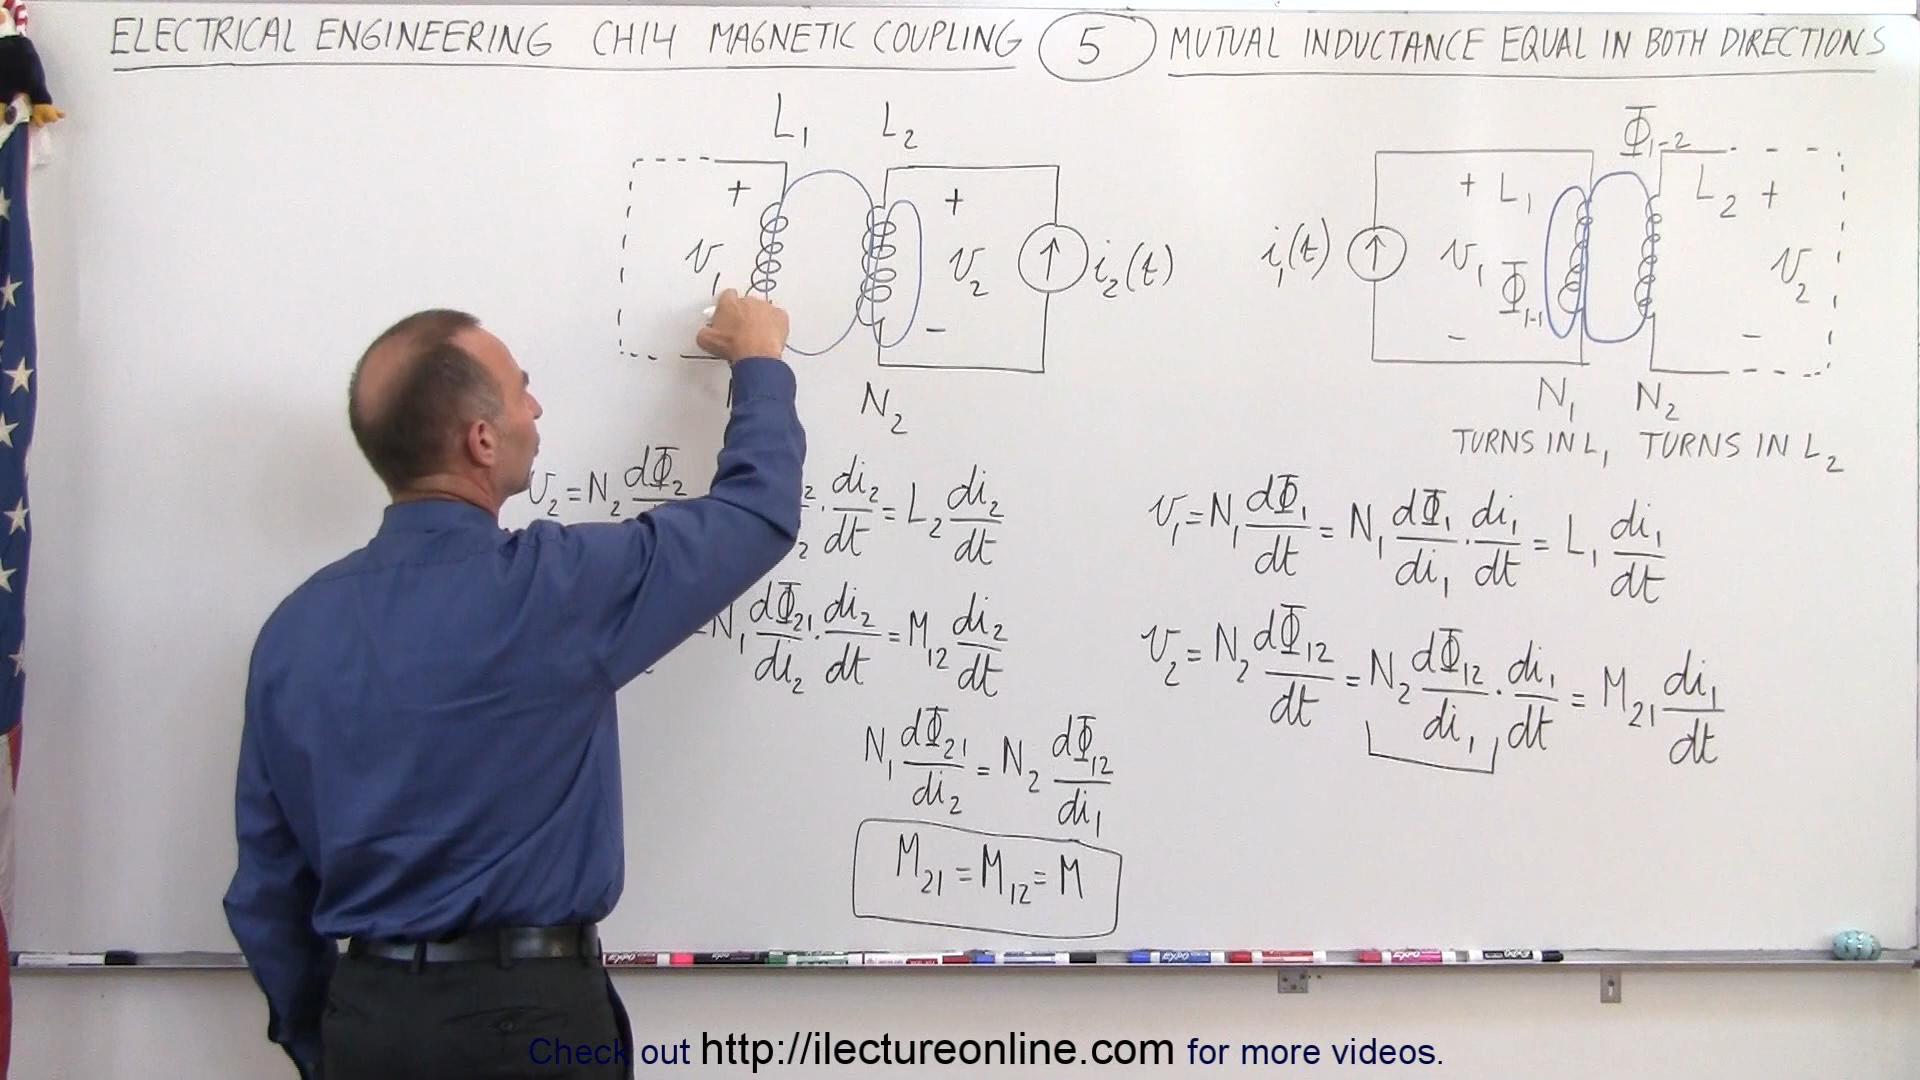 ELECTRICAL ENGINEERING CH14 MAGNETIC COUPLING 5 MUTUAL INDUCTANCE EQUAL IN BOTH DIRECTIONS
L₁ L₂
+ v₁
+ v₂ − i₂(t)
N₂
i₁(t) + L₁ v₁ Φ₁₋₁ −
Φ₁₋₂ L₂ + v₂ −
N₁ N₂
TURNS IN L₁ TURNS IN L₂
v₂ = N₂ dΦ₂ di₂/dt = L₂ di₂/dt
N₁ dΦ₂₁/di₂ · di₂/dt = M₁₂ di₂/dt
N₁ dΦ₂₁/di₂ = N₂ dΦ₁₂/di₁
M₂₁ = M₁₂ = M
v₁ = N₁ dΦ₁/dt = N₁ dΦ₁/di₁ · di₁/dt = L₁ di₁/dt
v₂ = N₂ dΦ₁₂/dt = N₂ dΦ₁₂/di₁ · di₁/dt = M₂₁ di₁/dt
EXPO EXPO EXPO EXPO
Check out http://ilectureonline.com for more videos.